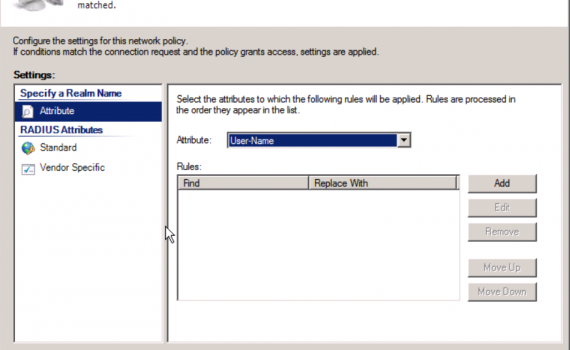 matched.
Configure the settings for this network policy.
If conditions match the connection request and the policy grants access, settings are applied.
Settings:
Specify a Realm Name
Attribute
RADIUS Attributes
Standard
Vendor Specific
Select the attributes to which the following rules will be applied. Rules are processed in
the order they appear in the list.
Attribute: User-Name
Rules:
Find Replace With
Add
Edit
Remove
Move Up
Move Down